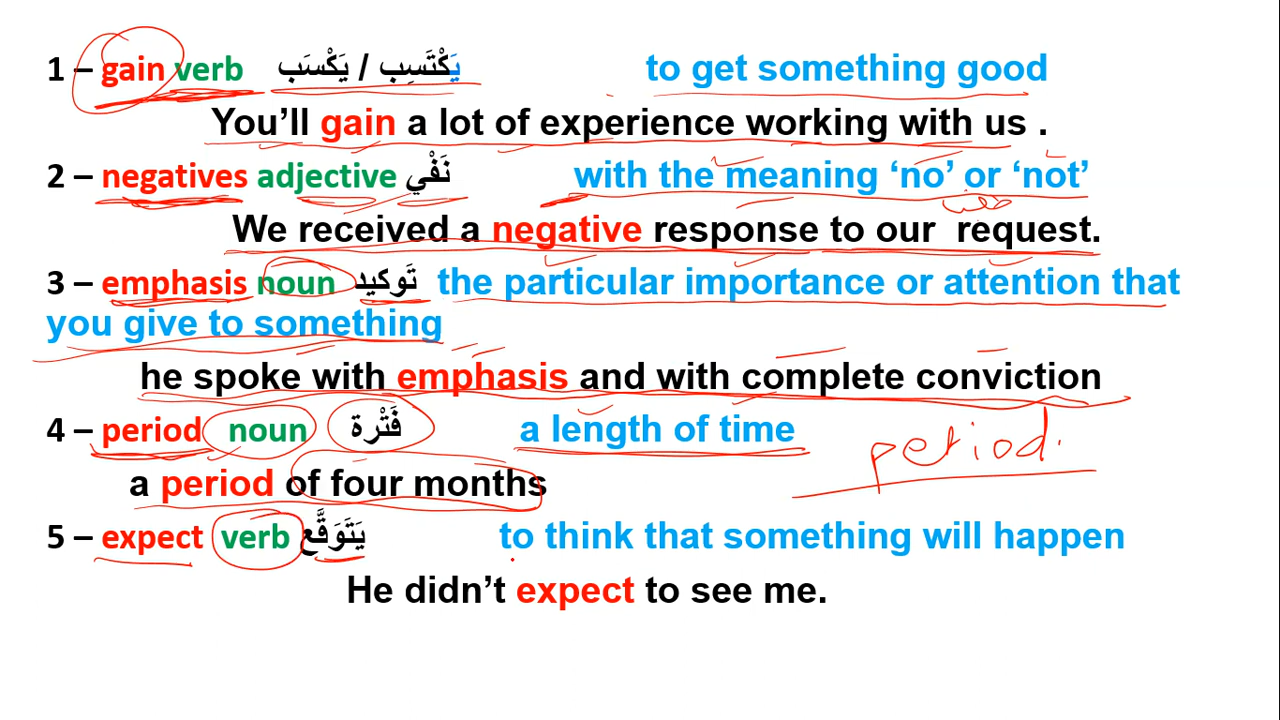 1 – gain verb يَكْتَسِب / يَكْسَب to get something good
You’ll gain a lot of experience working with us .
2 – negatives adjective نَفْي with the meaning ‘no’ or ‘not’
We received a negative response to our request.
3 – emphasis noun تَوكيد the particular importance or attention that
you give to something
he spoke with emphasis and with complete conviction
4 – period noun فَتْرة a length of time
period
a period of four months
5 – expect verb يَتَوَقَّع to think that something will happen
He didn’t expect to see me.